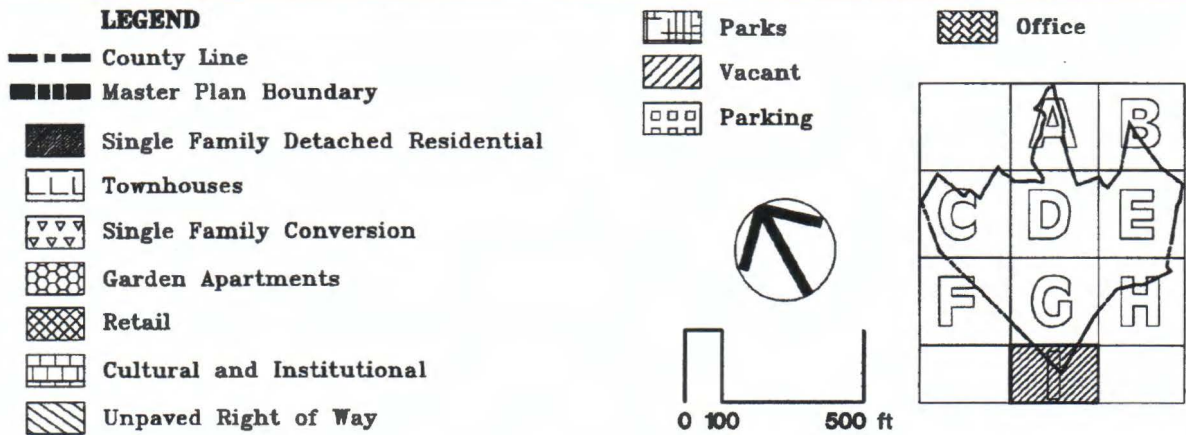 LEGEND
County Line
Master Plan Boundary
Single Family Detached Residential
Townhouses
Single Family Conversion
Garden Apartments
Retail
Cultural and Institutional
Unpaved Right of Way
Parks
Vacant
Parking
Office
0 100 500 ft
A B
C D E
F G H